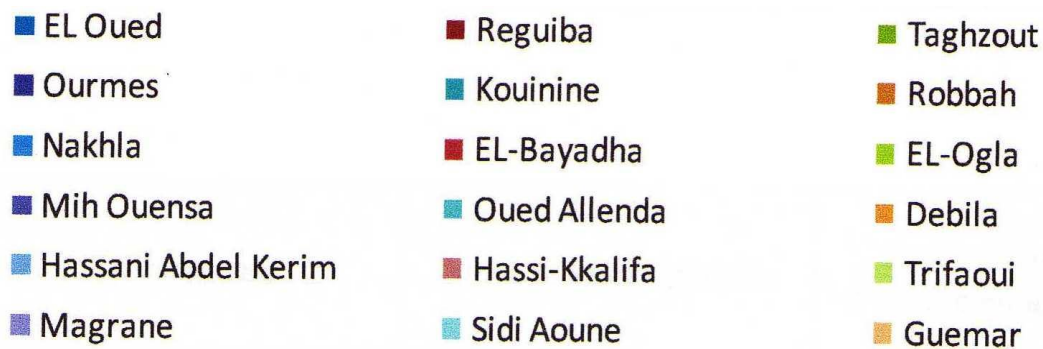 EL Oued Reguiba Taghzout
Ourmes Kouinine Robbah
Nakhla EL-Bayadha EL-Ogla
Mih Ouensa Oued Allenda Debila
Hassani Abdel Kerim Hassi-Kkalifa Trifaoui
Magrane Sidi Aoune Guemar